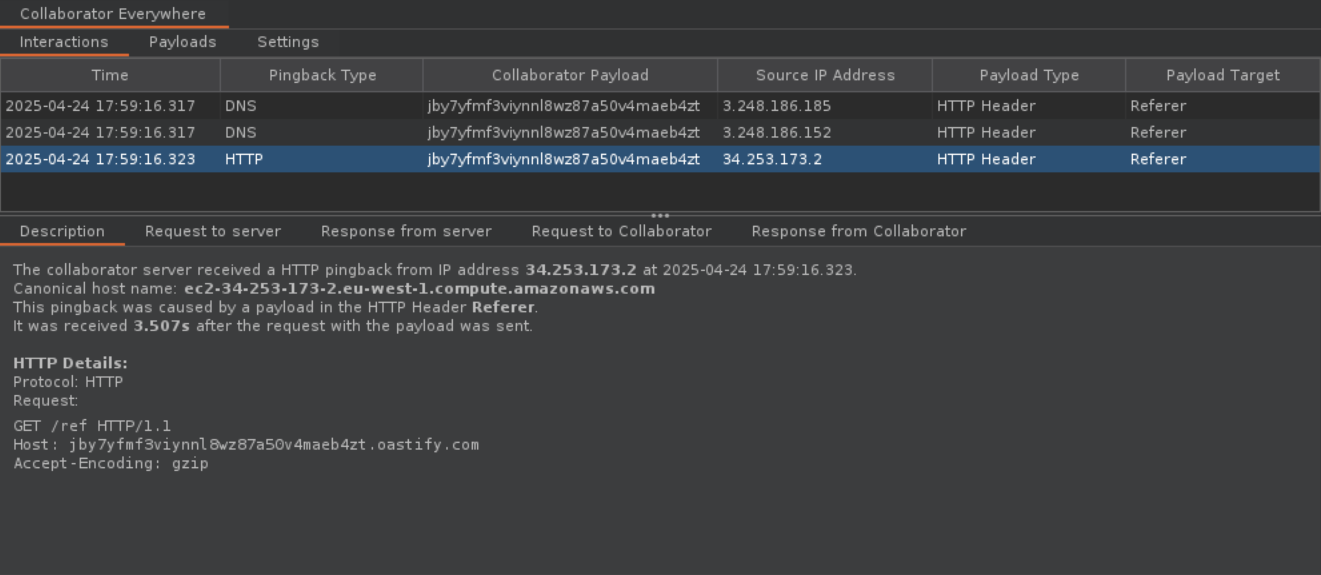 Collaborator Everywhere
Interactions Payloads Settings
Time Pingback Type Collaborator Payload Source IP Address Payload Type Payload Target
2025-04-24 17:59:16.317 DNS jby7yfmf3viynnl8wz87a50v4maeb4zt 3.248.186.185 HTTP Header Referer
2025-04-24 17:59:16.317 DNS jby7yfmf3viynnl8wz87a50v4maeb4zt 3.248.186.152 HTTP Header Referer
2025-04-24 17:59:16.323 HTTP jby7yfmf3viynnl8wz87a50v4maeb4zt 34.253.173.2 HTTP Header Referer
Description Request to server Response from server Request to Collaborator Response from Collaborator
The collaborator server received a HTTP pingback from IP address 34.253.173.2 at 2025-04-24 17:59:16.323.
Canonical host name: ec2-34-253-173-2.eu-west-1.compute.amazonaws.com
This pingback was caused by a payload in the HTTP Header Referer.
It was received 3.507s after the request with the payload was sent.
HTTP Details:
Protocol: HTTP
Request:
GET /ref HTTP/1.1
Host: jby7yfmf3viynnl8wz87a50v4maeb4zt.oastify.com
Accept-Encoding: gzip